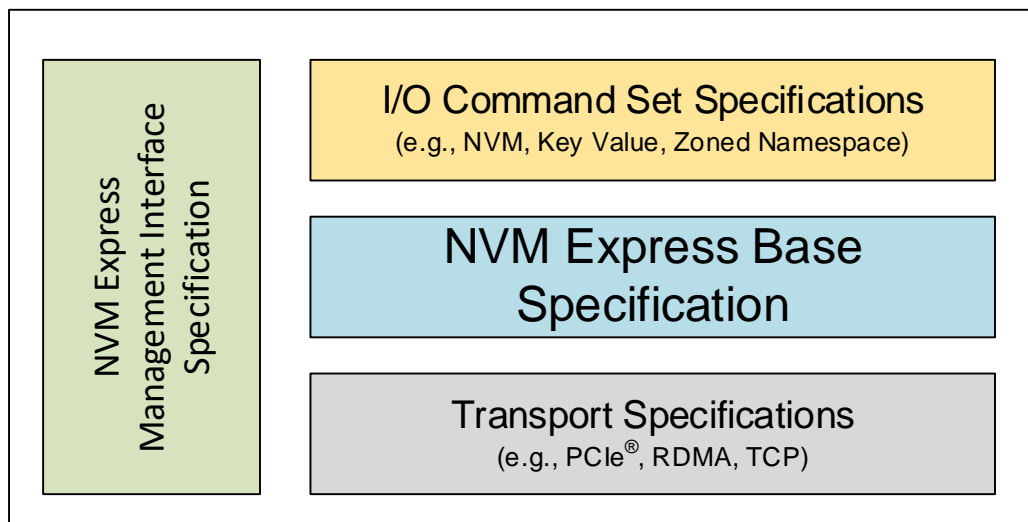 NVM Express
Management Interface
Specification
I/O Command Set Specifications
(e.g., NVM, Key Value, Zoned Namespace)
NVM Express Base
Specification
Transport Specifications
(e.g., PCIe®, RDMA, TCP)